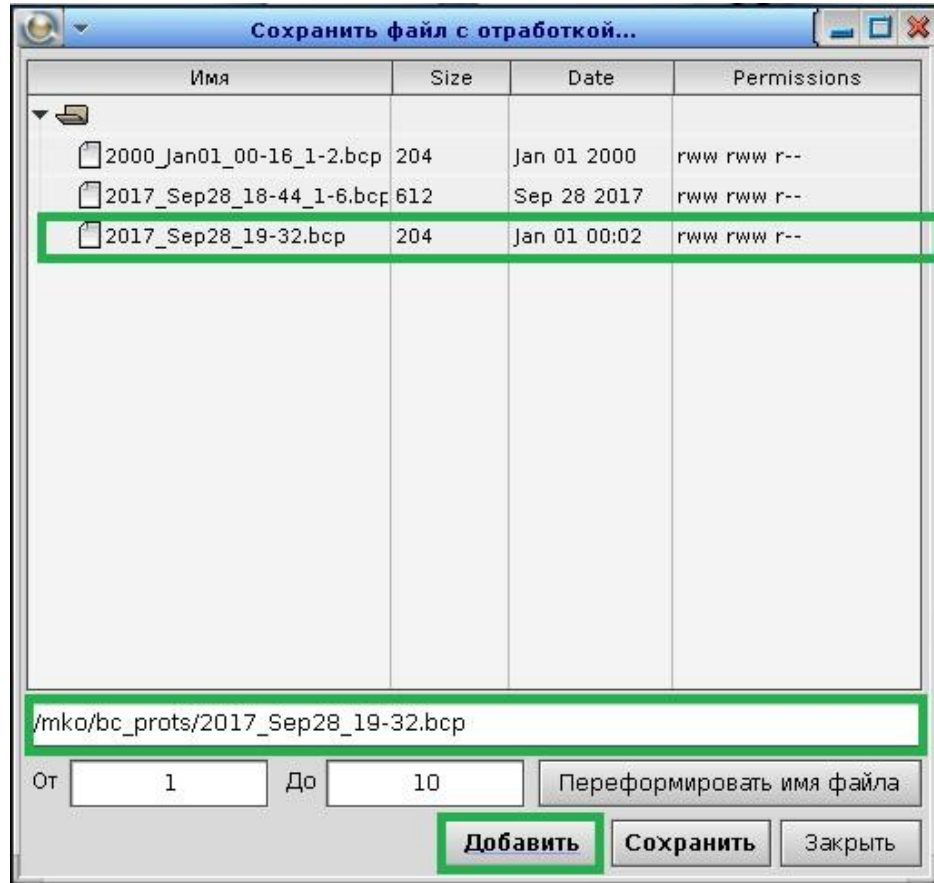 Сохранить файл с отработкой...
Имя Size Date Permissions
2000_Jan01_00-16_1-2.bcp 204 Jan 01 2000 rww rww r--
2017_Sep28_18-44_1-6.bcp 612 Sep 28 2017 rww rww r--
2017_Sep28_19-32.bcp 204 Jan 01 00:02 rww rww r--
/mko/bc_prots/2017_Sep28_19-32.bcp
От 1 До 10 Переформировать имя файла
Добавить Сохранить Закрыть